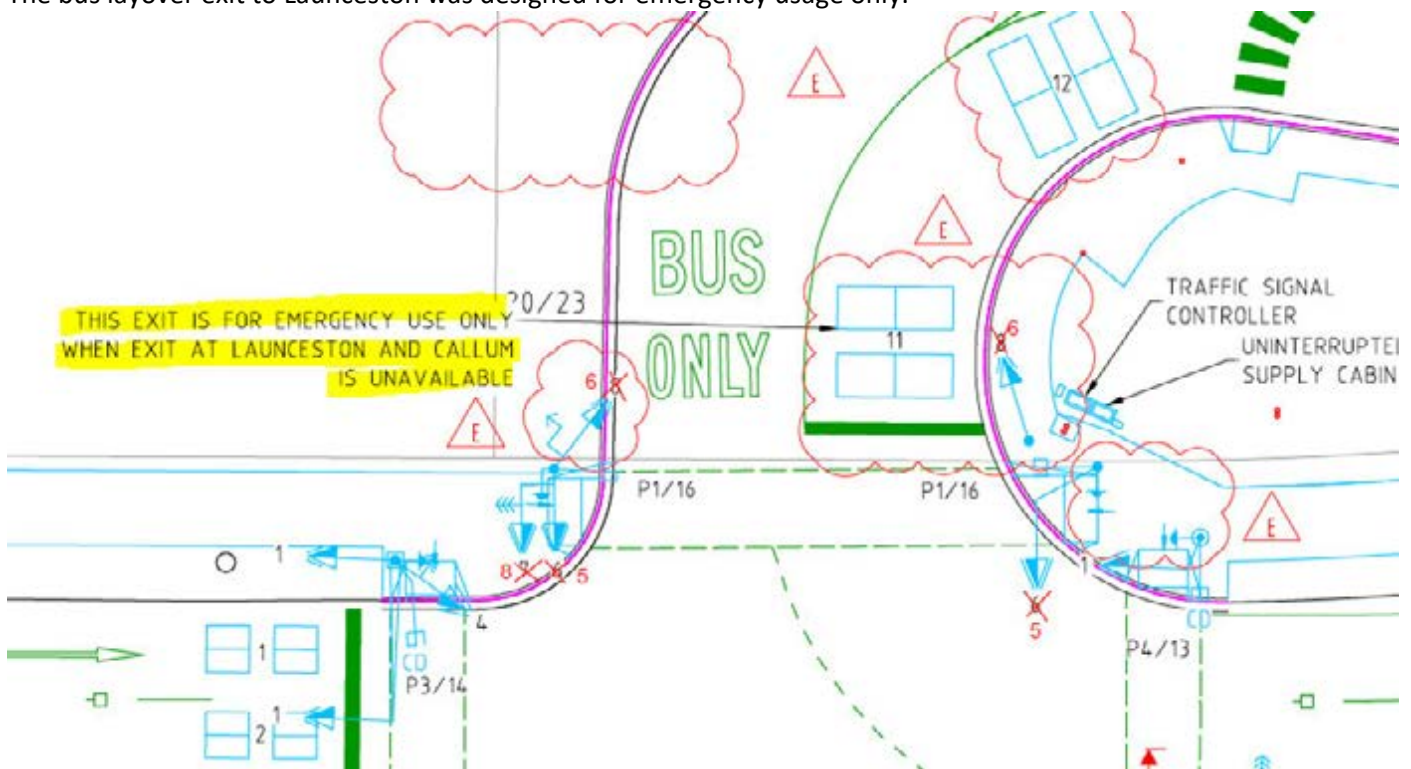 The bus layover exit to Launceston was designed for emergency usage only.
E
12
E
BUS
ONLY
P0/23
THIS EXIT IS FOR EMERGENCY USE ONLY
WHEN EXIT AT LAUNCESTON AND CALLUM
IS UNAVAILABLE
11
6
TRAFFIC SIGNAL
CONTROLLER
UNINTERRUPTE
SUPPLY CABIN
6
E
P1/16
P1/16
E
1
8
5
1
5
4
CD
CD
P3/14
P4/13
1
1
2